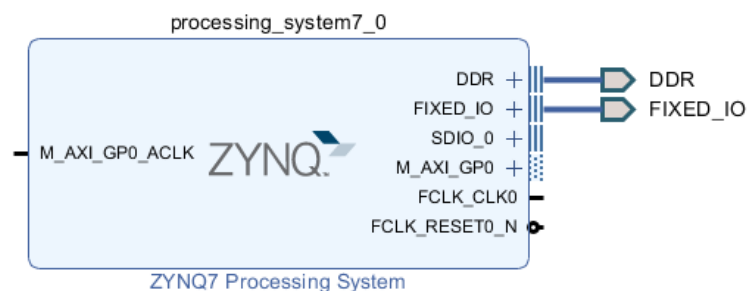 processing_system7_0
DDR
FIXED_IO
SDIO_0
M_AXI_GP0
FCLK_CLK0
FCLK_RESET0_N
M_AXI_GP0_ACLK
ZYNQ
DDR
FIXED_IO
ZYNQ7 Processing System